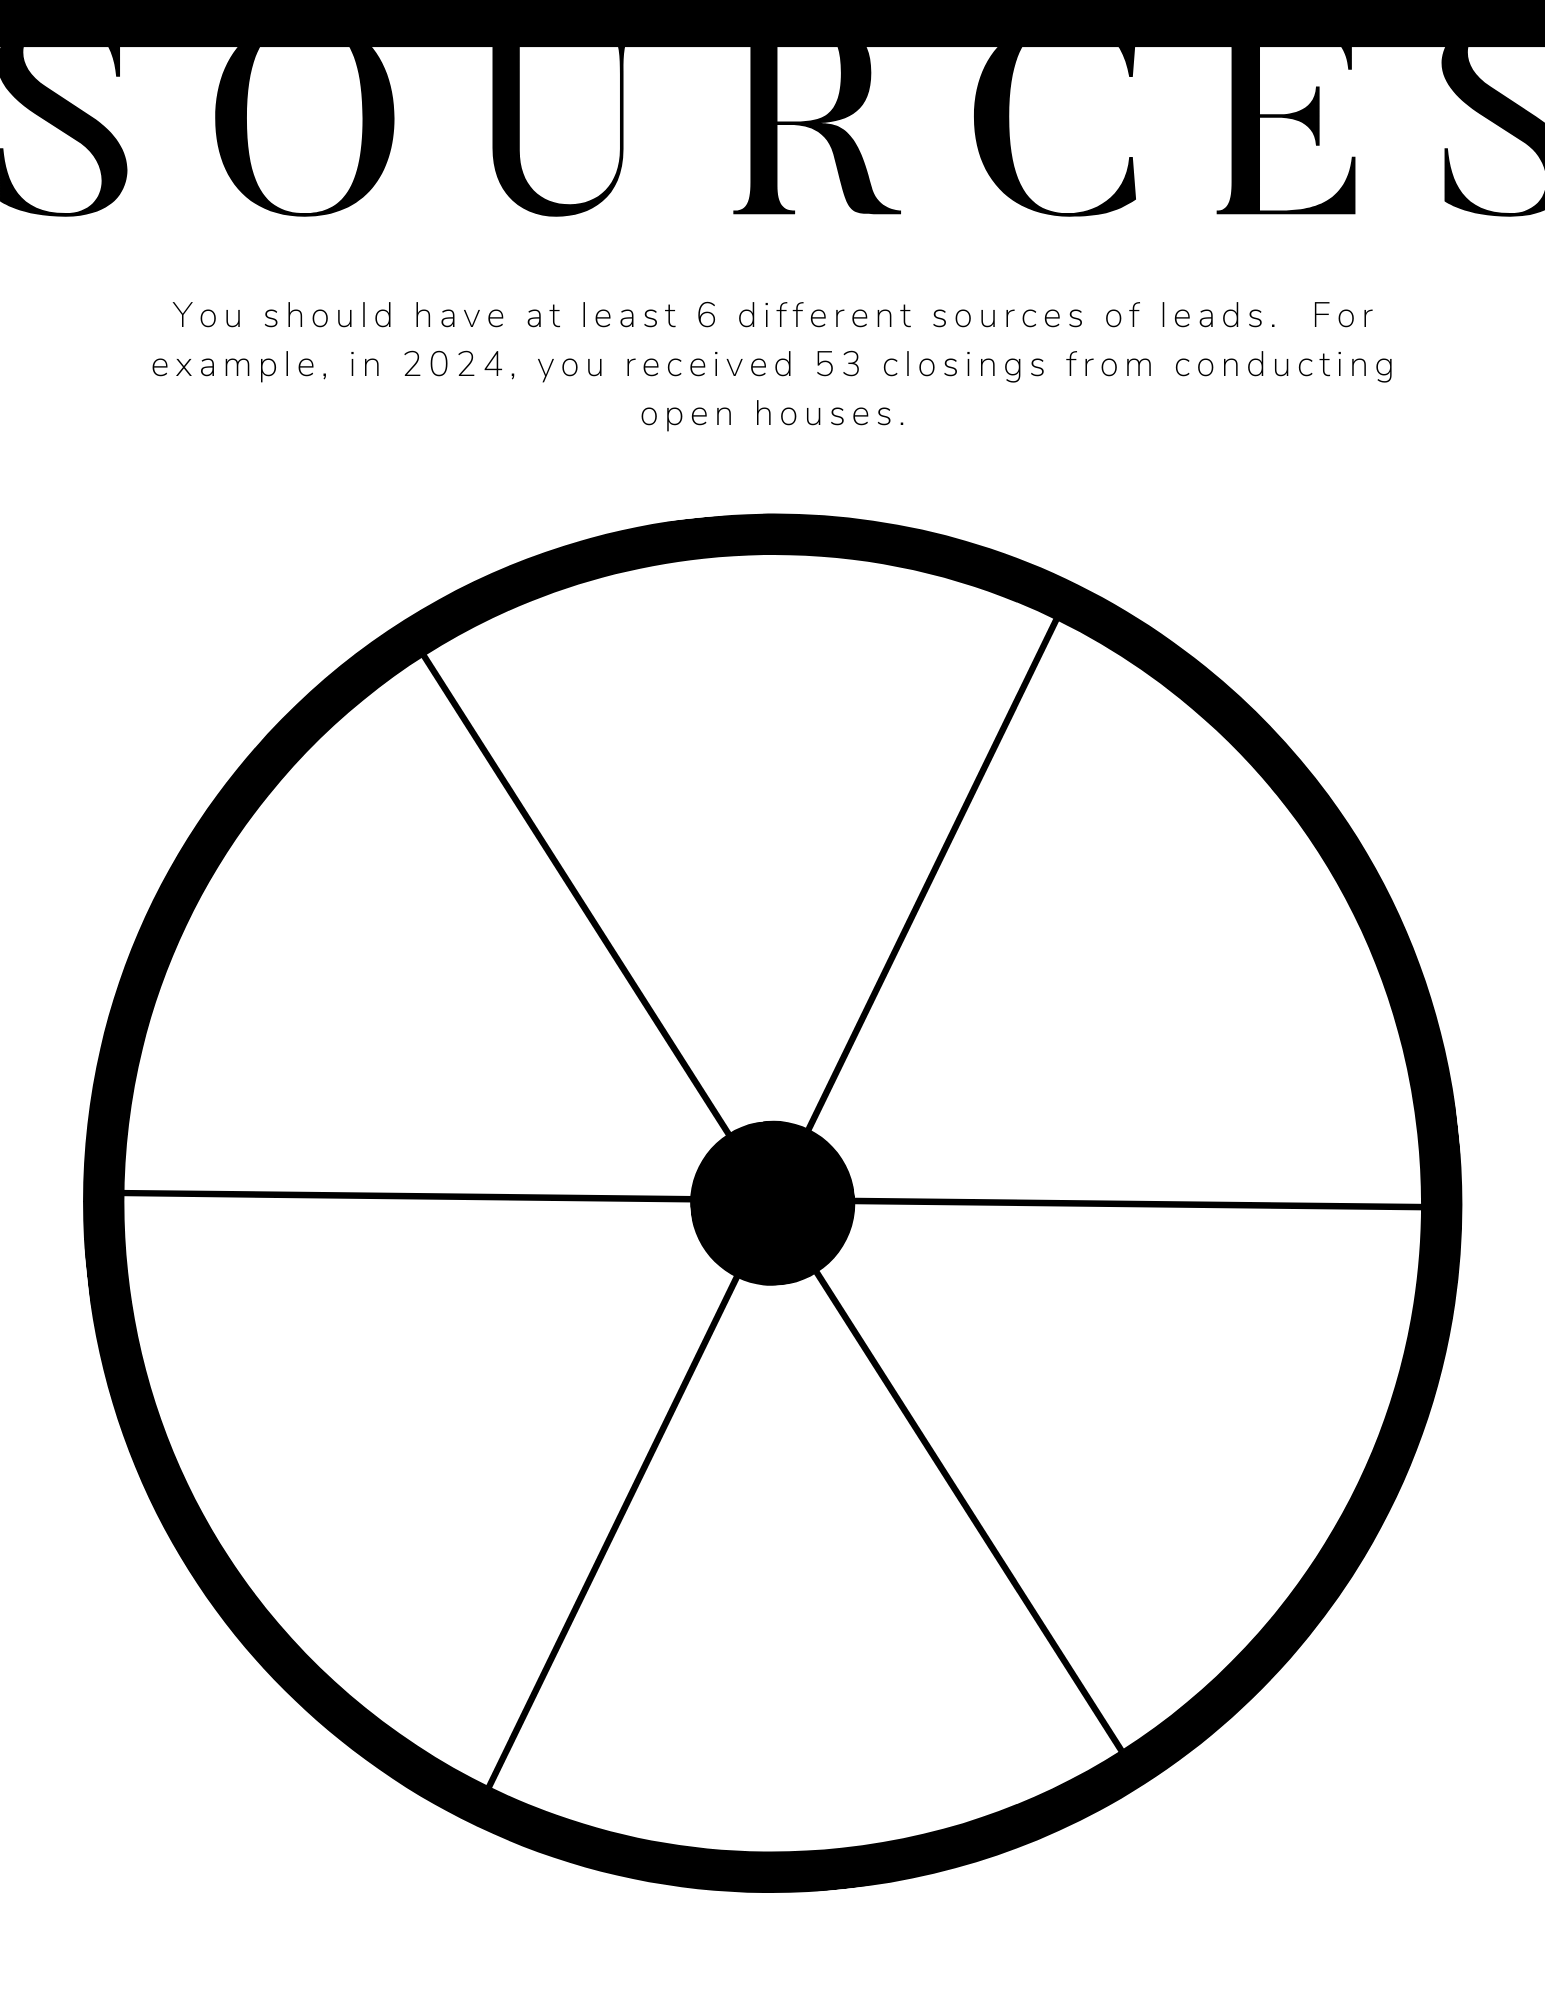 SOURCES
You should have at least 6 different sources of leads.  For
example, in 2024, you received 53 closings from conducting
open houses.